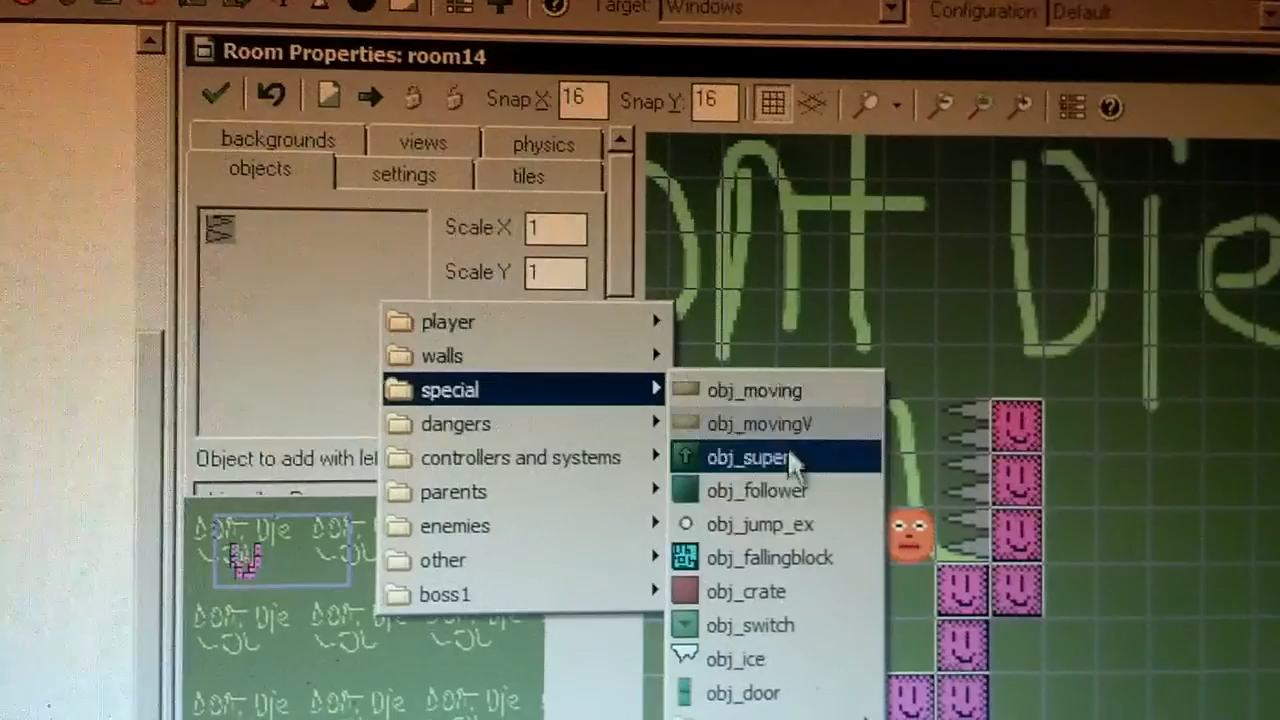 Target: Windows Configuration: Default
Room Properties: room14
Snap X: 16 Snap Y: 16
backgrounds views physics
objects settings tiles
Scale X 1
Scale Y 1
Dont Die
player
walls
special
dangers
controllers and systems
parents
enemies
other
boss1
obj_moving
obj_movingV
obj_super
obj_follower
obj_jump_ex
obj_fallingblock
obj_crate
obj_switch
obj_ice
obj_door
Object to add with lef